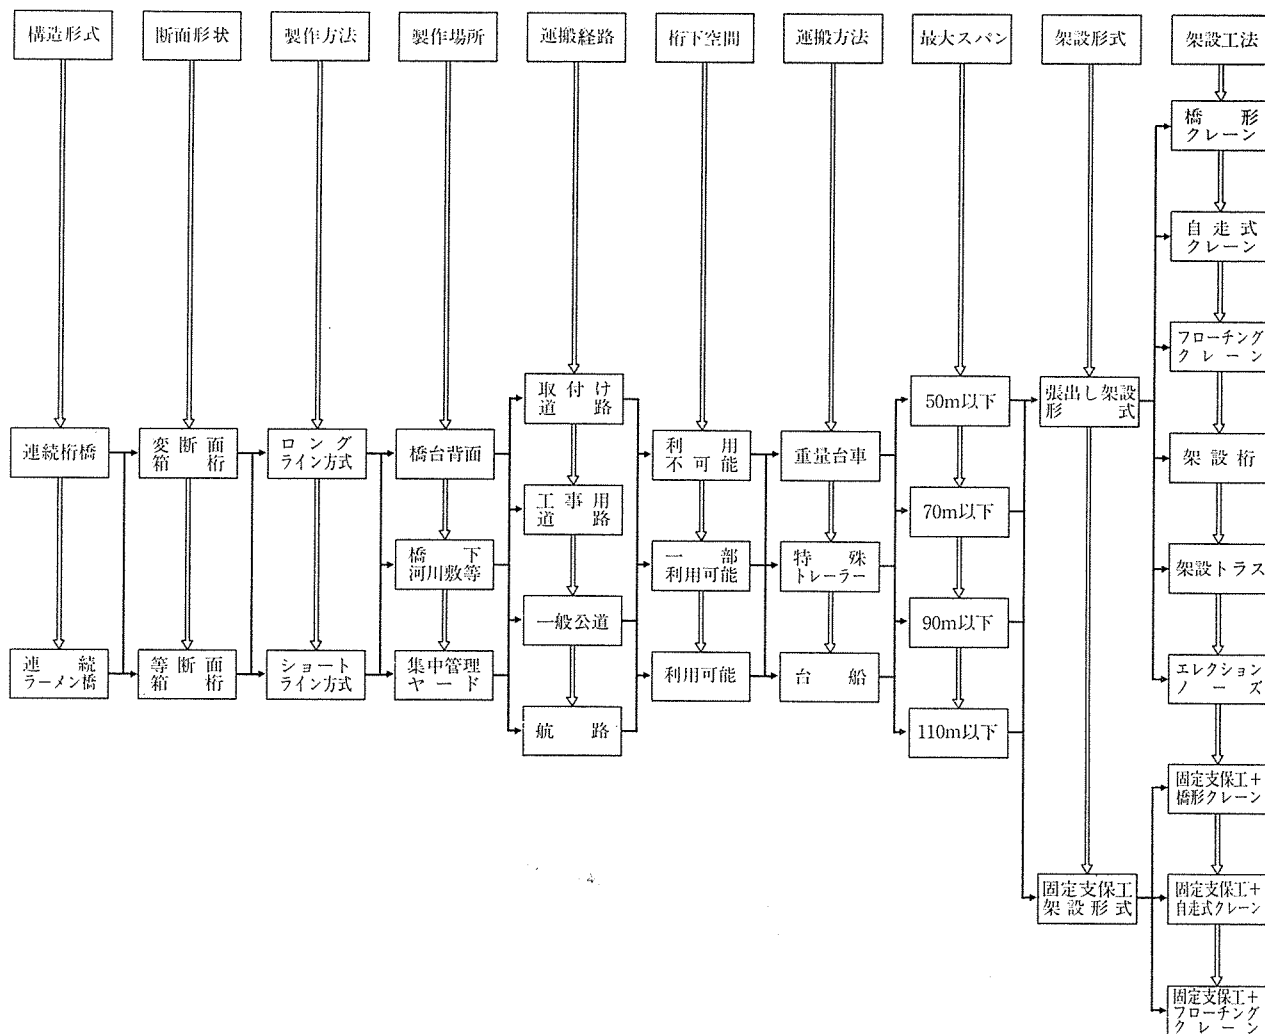 構造形式
断面形状
製作方法
製作場所
運搬経路
桁下空間
運搬方法
最大スパン
架設形式
架設工法
連続桁橋
連続
ラーメン橋
変断面
箱桁
等断面
箱桁
ロング
ライン方式
ショート
ライン方式
橋台背面
橋下
河川敷等
集中管理
ヤード
取付け
道路
工事用
道路
一般公道
航路
利用
不可能
一部
利用可能
利用可能
重量台車
特殊
トレーラー
台船
50m以下
70m以下
90m以下
110m以下
張出し架設
形式
固定支保工
架設形式
橋形
クレーン
自走式
クレーン
フローチング
クレーン
架設桁
架設トラス
エレクション
ノーズ
固定支保工+
橋形クレーン
固定支保工+
自走式クレーン
固定支保工+
フローチング
クレーン